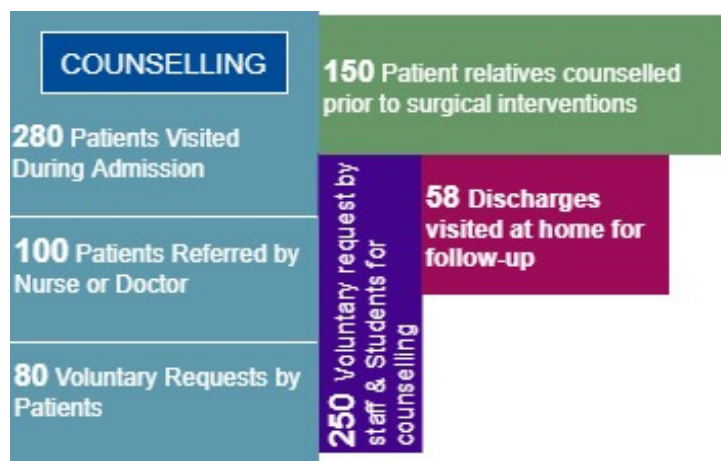 COUNSELLING
280 Patients Visited
During Admission
100 Patients Referred by
Nurse or Doctor
80 Voluntary Requests by
Patients
150 Patient relatives counselled
prior to surgical interventions
250 Voluntary request by
staff & Students for
counselling
58 Discharges
visited at home for
follow-up